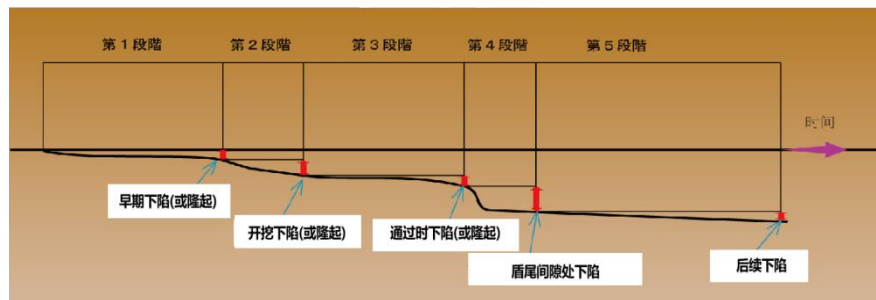 第1段階 第2段階 第3段階 第4段階 第5段階
时间
早期下陷(或隆起)
开挖下陷(或隆起)
通过时下陷(或隆起)
盾尾间隙处下陷
后续下陷